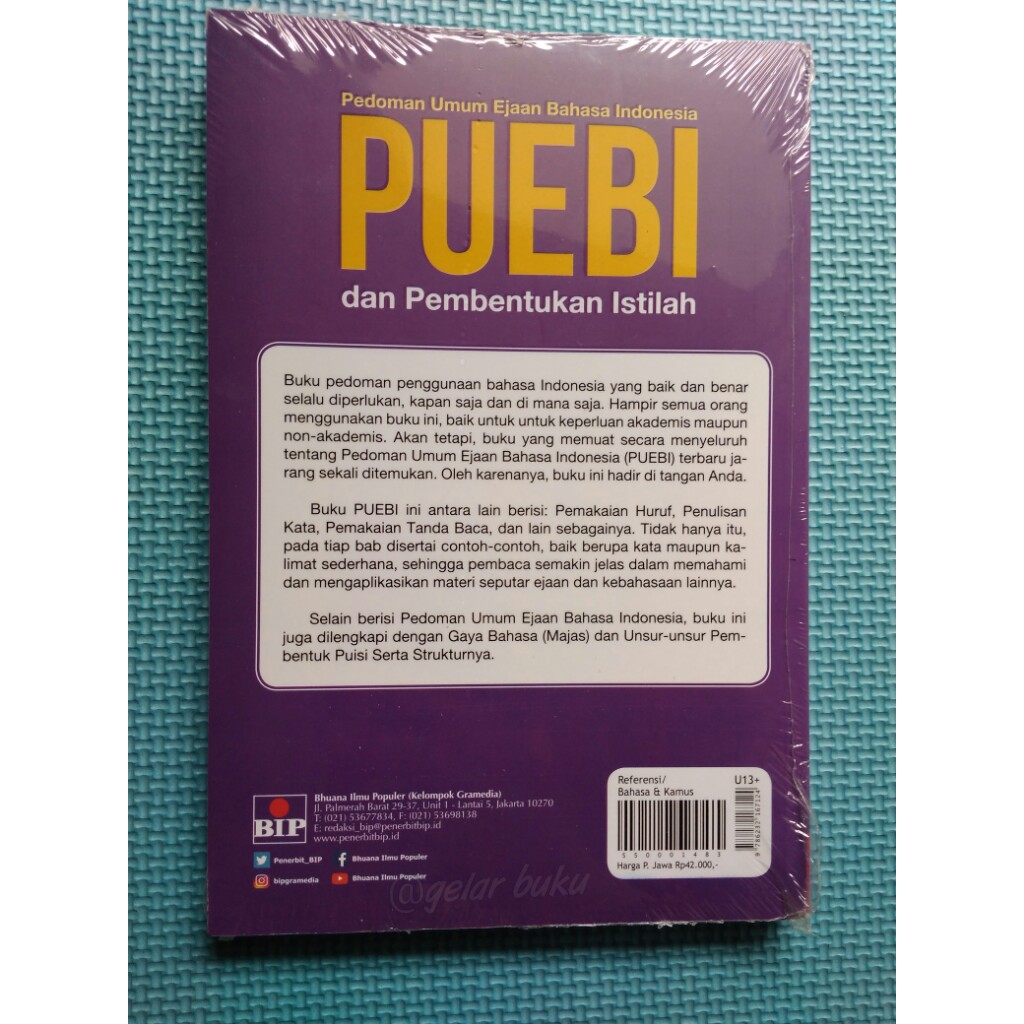 Pedoman Umum Ejaan Bahasa Indonesia
PUEBI
dan Pembentukan Istilah
Buku pedoman penggunaan bahasa Indonesia yang baik dan benar
selalu diperlukan, kapan saja dan di mana saja. Hampir semua orang
menggunakan buku ini, baik untuk untuk keperluan akademis maupun
non-akademis. Akan tetapi, buku yang memuat secara menyeluruh
tentang Pedoman Umum Ejaan Bahasa Indonesia (PUEBI) terbaru ja-
rang sekali ditemukan. Oleh karenanya, buku ini hadir di tangan Anda.
Buku PUEBI ini antara lain berisi: Pemakaian Huruf, Penulisan
Kata, Pemakaian Tanda Baca, dan lain sebagainya. Tidak hanya itu,
pada tiap bab disertai contoh-contoh, baik berupa kata maupun ka-
limat sederhana, sehingga pembaca semakin jelas dalam memahami
dan mengaplikasikan materi seputar ejaan dan kebahasaan lainnya.
Selain berisi Pedoman Umum Ejaan Bahasa Indonesia, buku ini
juga dilengkapi dengan Gaya Bahasa (Majas) dan Unsur-unsur Pem-
bentuk Puisi Serta Strukturnya.
BIP
Bhuana Ilmu Populer (Kelompok Gramedia)
Jl. Palmerah Barat 29-37, Unit 1 - Lantai 5, Jakarta 10270
T: (021) 53677834, F: (021) 53698138
E: redaksi_bip@penerbitbip.id
www.penerbitbip.id
Penerbit_BIP
Bhuana Ilmu Populer
bipgramedia
Bhuana Ilmu Populer
@gelar buku
Referensi/
Bahasa & Kamus
U13+
550001483
Harga P. Jawa Rp42.000,-
9786231167124